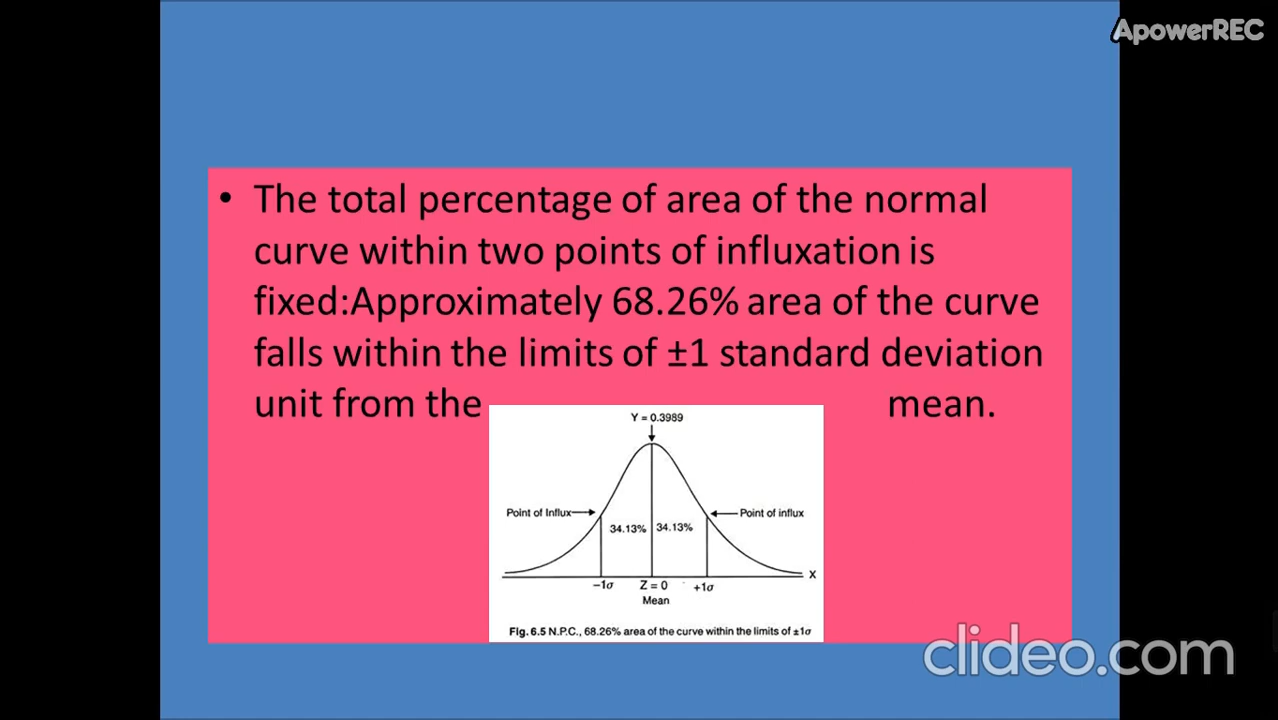 ApowerREC
• The total percentage of area of the normal
curve within two points of influxation is
fixed:Approximately 68.26% area of the curve
falls within the limits of ±1 standard deviation
unit from the mean.
Y = 0.3989
Point of Influx
Point of influx
34.13% 34.13%
X
−1σ Z = 0 +1σ
Mean
Fig. 6.5 N.P.C., 68.26% area of the curve within the limits of ±1σ
clideo.com